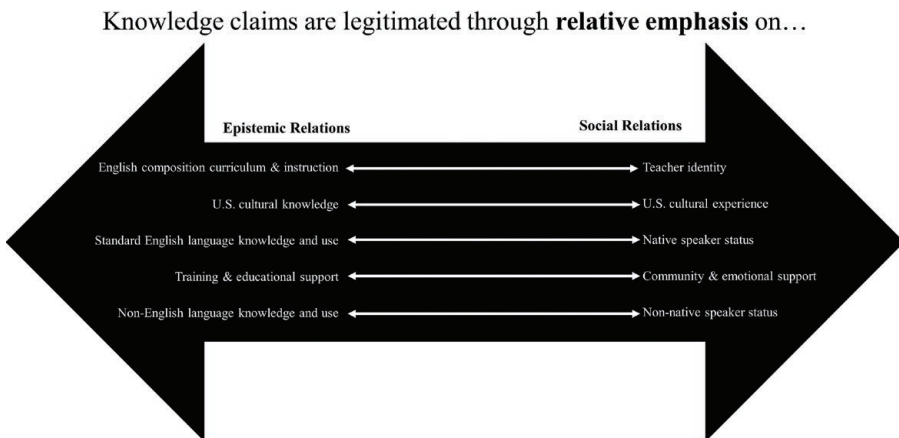 Knowledge claims are legitimated through relative emphasis on…
Epistemic Relations Social Relations
English composition curriculum & instruction Teacher identity
U.S. cultural knowledge U.S. cultural experience
Standard English language knowledge and use Native speaker status
Training & educational support Community & emotional support
Non-English language knowledge and use Non-native speaker status